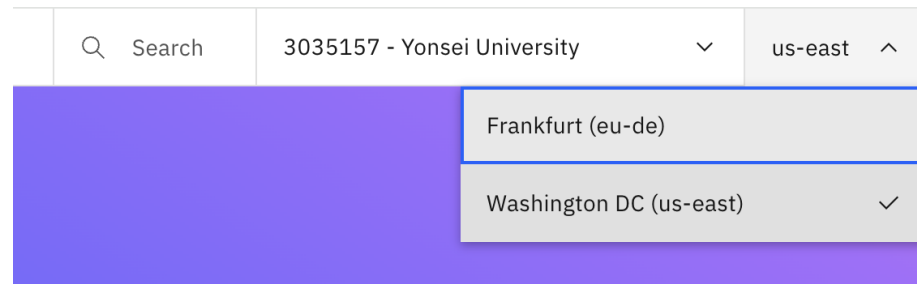 Search
3035157 - Yonsei University
us-east
Frankfurt (eu-de)
Washington DC (us-east)